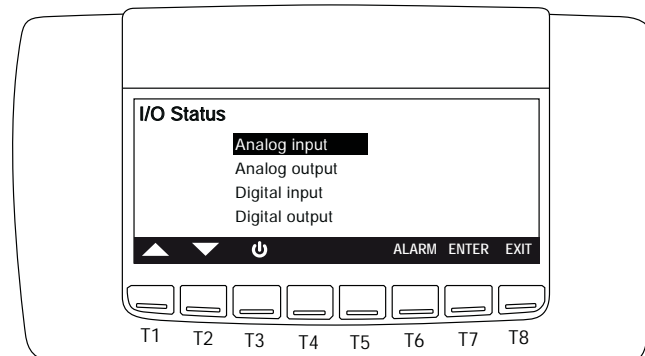 I/O Status
Analog input
Analog output
Digital input
Digital output
ALARM ENTER EXIT
T1 T2 T3 T4 T5 T6 T7 T8